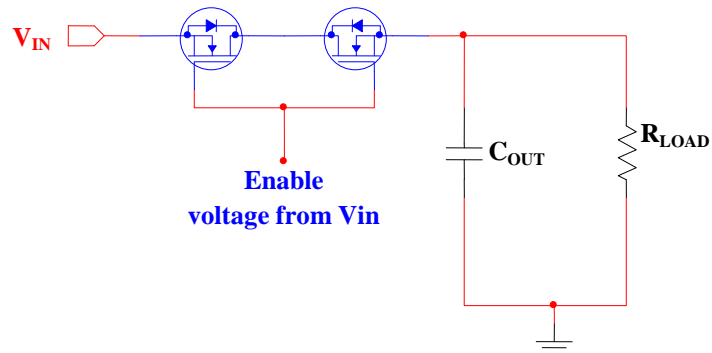 VIN
COUT
RLOAD
Enable
voltage from Vin